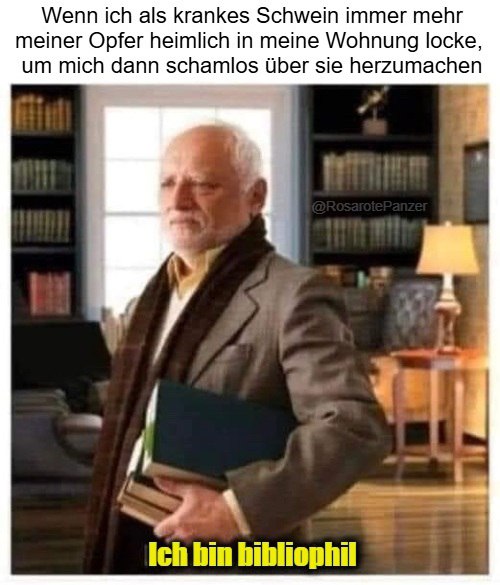 Wenn ich als krankes Schwein immer mehr
meiner Opfer heimlich in meine Wohnung locke,
um mich dann schamlos über sie herzumachen
@RosarotePanzer
Ich bin bibliophil